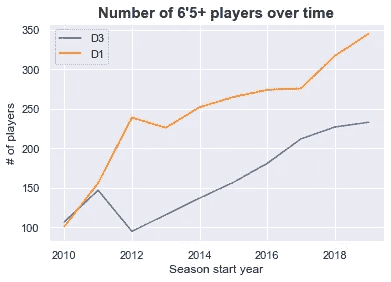 Number of 6'5+ players over time
D3
D1
# of players
350
300
250
200
150
100
2010
2012
2014
2016
2018
Season start year